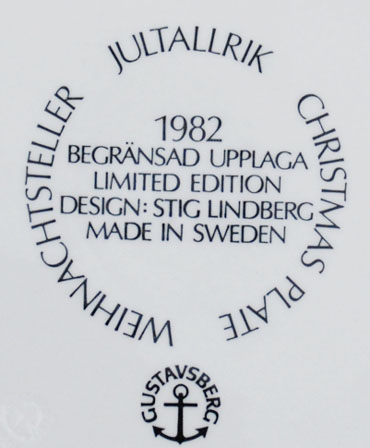 JULTALLRIK
CHRISTMAS PLATE
WEIHNACHTSTELLER
1982
BEGRÄNSAD UPPLAGA
LIMITED EDITION
DESIGN: STIG LINDBERG
MADE IN SWEDEN
GUSTAVSBERG